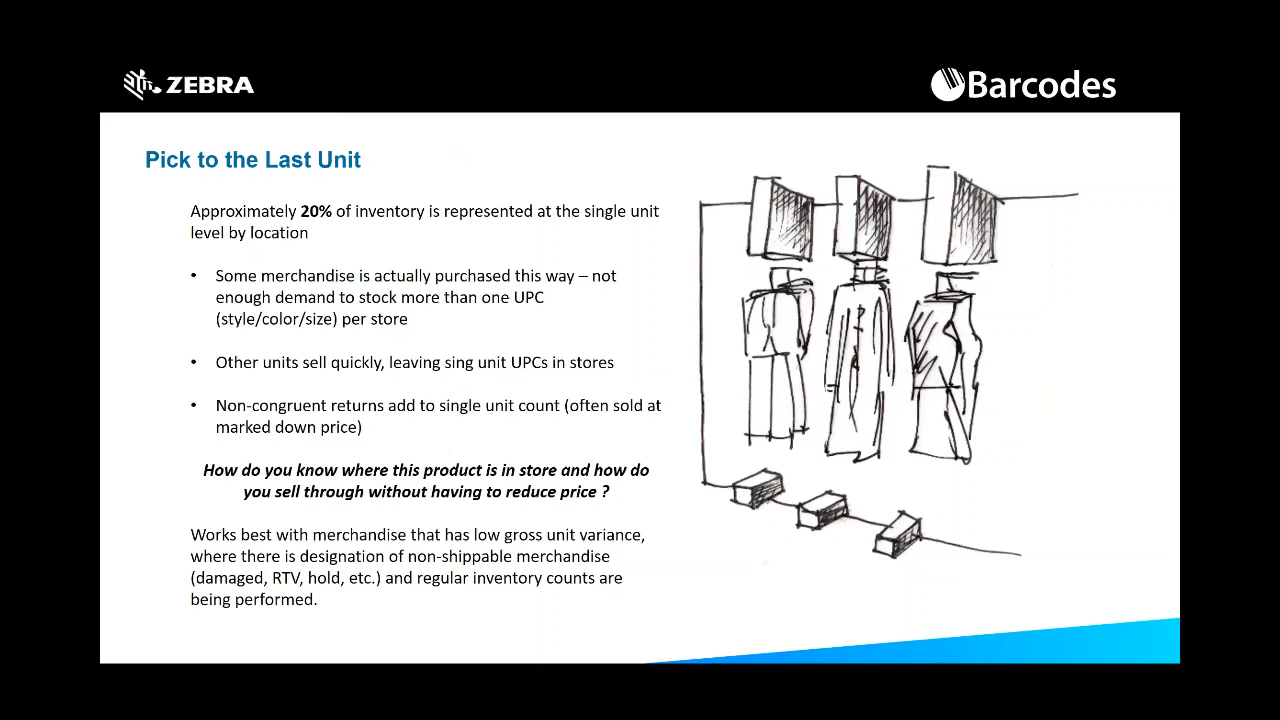 ZEBRA
Barcodes
Pick to the Last Unit
Approximately 20% of inventory is represented at the single unit
level by location
• Some merchandise is actually purchased this way – not
enough demand to stock more than one UPC
(style/color/size) per store
• Other units sell quickly, leaving sing unit UPCs in stores
• Non-congruent returns add to single unit count (often sold at
marked down price)
How do you know where this product is in store and how do
you sell through without having to reduce price ?
Works best with merchandise that has low gross unit variance,
where there is designation of non-shippable merchandise
(damaged, RTV, hold, etc.) and regular inventory counts are
being performed.